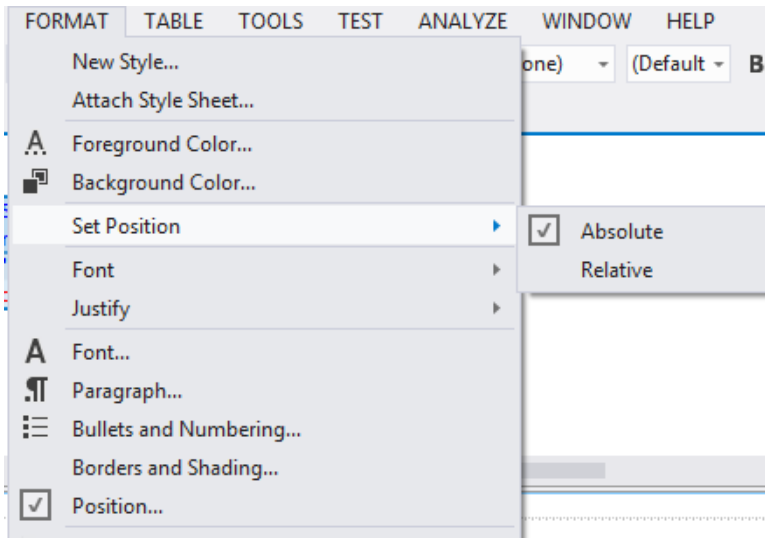 FORMAT TABLE TOOLS TEST ANALYZE WINDOW HELP
New Style...
one) (Default B
Attach Style Sheet...
Foreground Color...
Background Color...
Set Position
Absolute
Relative
Font
Justify
Font...
Paragraph...
Bullets and Numbering...
Borders and Shading...
Position...